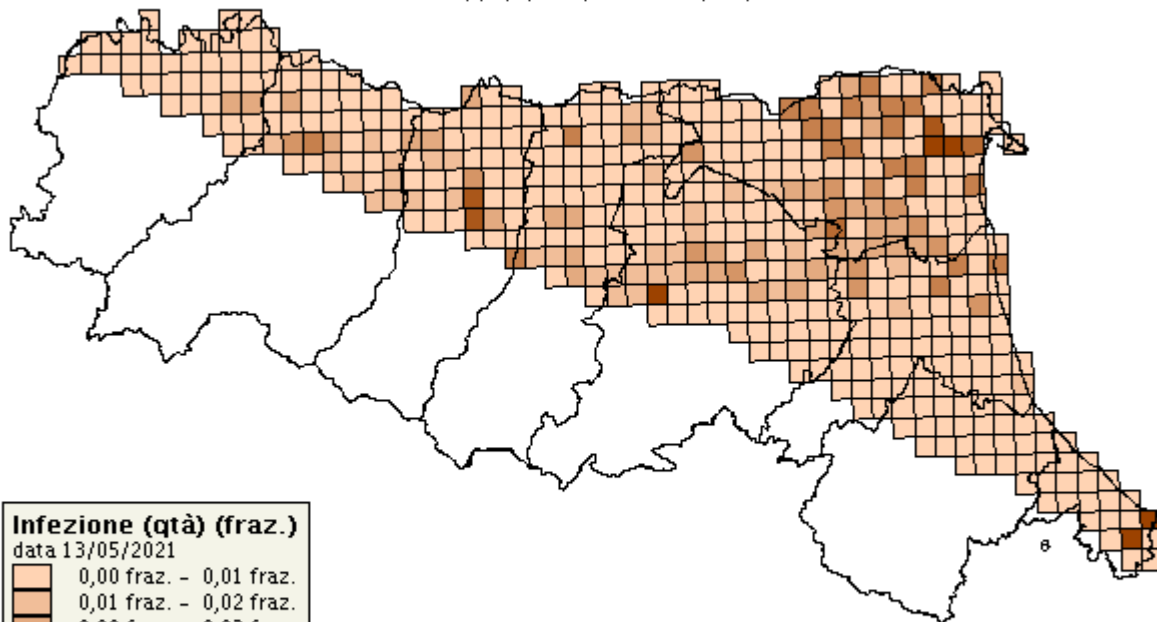 Infezione (qtà) (fraz.)
data 13/05/2021
0,00 fraz. - 0,01 fraz.
0,01 fraz. - 0,02 fraz.